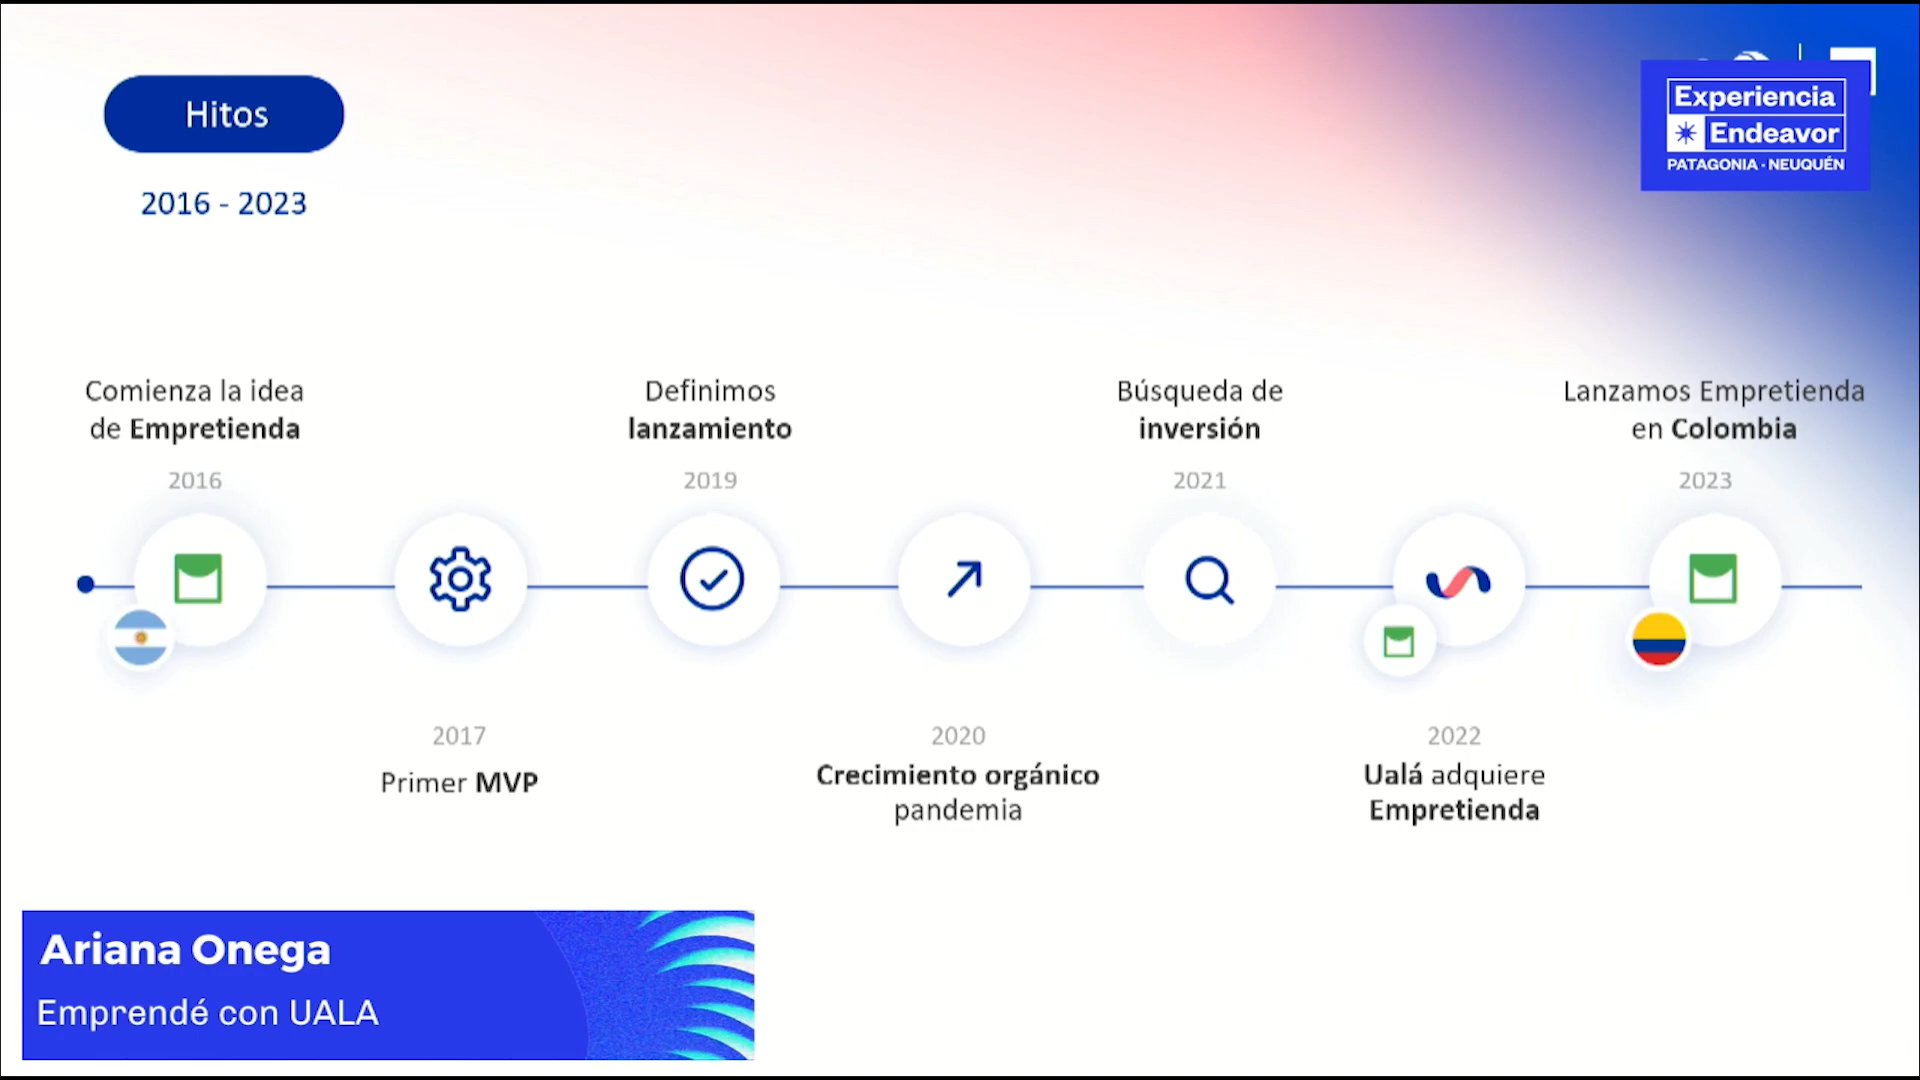 Hitos
2016 - 2023
Experiencia
Endeavor
PATAGONIA · NEUQUÉN
Comienza la idea
de Empretienda
2016
2017
Primer MVP
Definimos
lanzamiento
2019
2020
Crecimiento orgánico
pandemia
Búsqueda de
inversión
2021
2022
Ualá adquiere
Empretienda
Lanzamos Empretienda
en Colombia
2023
Ariana Onega
Emprendé con UALA